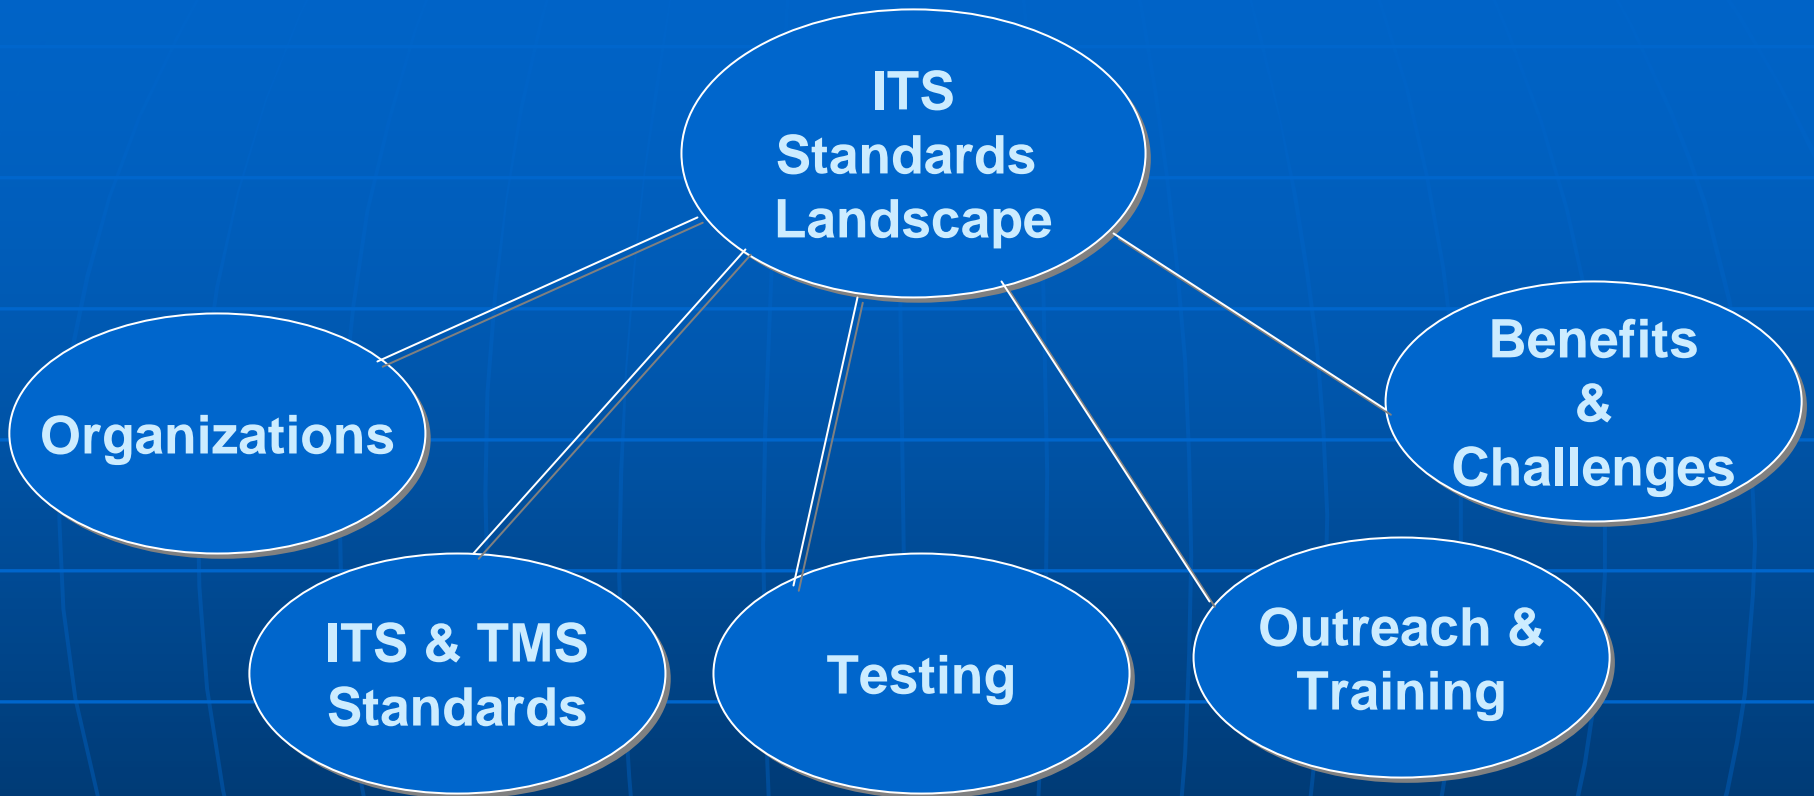 ITS
Standards
Landscape
Organizations
ITS & TMS
Standards
Testing
Outreach &
Training
Benefits
&
Challenges